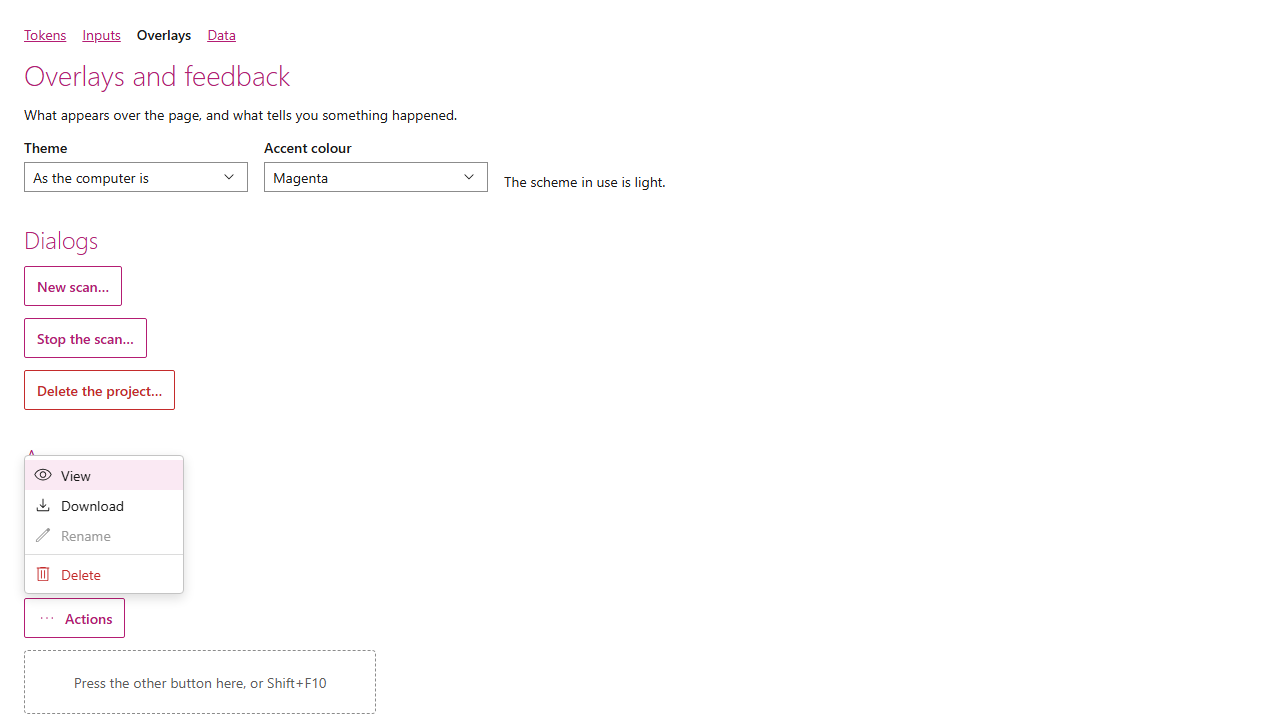 Tokens Inputs Overlays Data
Overlays and feedback
What appears over the page, and what tells you something happened.
Theme Accent colour
As the computer is Magenta The scheme in use is light.
Dialogs
New scan...
Stop the scan...
Delete the project...
View
Download
Rename
Delete
Actions
Press the other button here, or Shift+F10